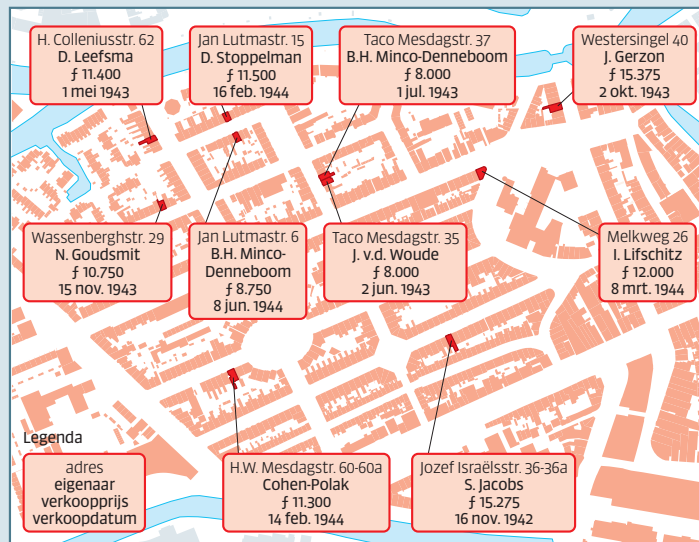 H. Colleniusstr. 62
D. Leefsma
ƒ 11.400
1 mei 1943
Jan Lutmastr. 15
D. Stoppelman
ƒ 11.500
16 feb. 1944
Taco Mesdagstr. 37
B.H. Minco-Denneboom
ƒ 8.000
1 jul. 1943
Westersingel 40
J. Gerzon
ƒ 15.375
2 okt. 1943
Wassenberghstr. 29
N. Goudsmit
ƒ 10.750
15 nov. 1943
Jan Lutmastr. 6
B.H. Minco-
Denneboom
ƒ 8.750
8 jun. 1944
Taco Mesdagstr. 35
J. v.d. Woude
ƒ 8.000
2 jun. 1943
Melkweg 26
I. Lifschitz
ƒ 12.000
8 mrt. 1944
Legenda
adres
eigenaar
verkoopprijs
verkoopdatum
H.W. Mesdagstr. 60-60a
Cohen-Polak
ƒ 11.300
14 feb. 1944
Jozef Israëlsstr. 36-36a
S. Jacobs
ƒ 15.275
16 nov. 1942